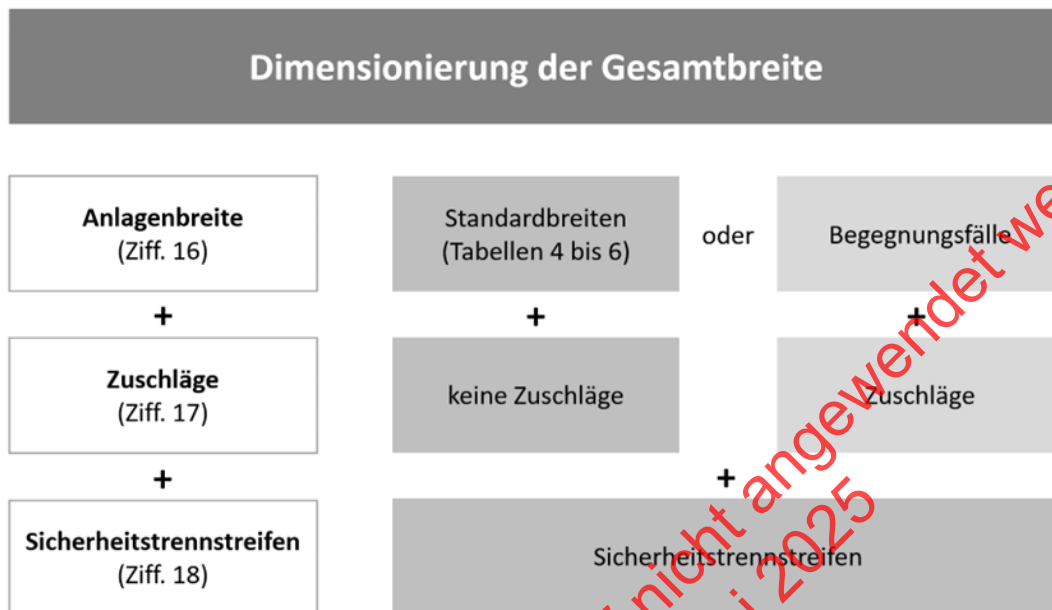 Dimensionierung der Gesamtbreite
Anlagenbreite
(Ziff. 16)
Standardbreiten
(Tabellen 4 bis 6)
oder
Begegnungsfälle
+
+
+
Zuschläge
(Ziff. 17)
keine Zuschläge
Zuschläge
+
+
Sicherheitstrennstreifen
(Ziff. 18)
Sicherheitstrennstreifen
nicht angewendet
2025